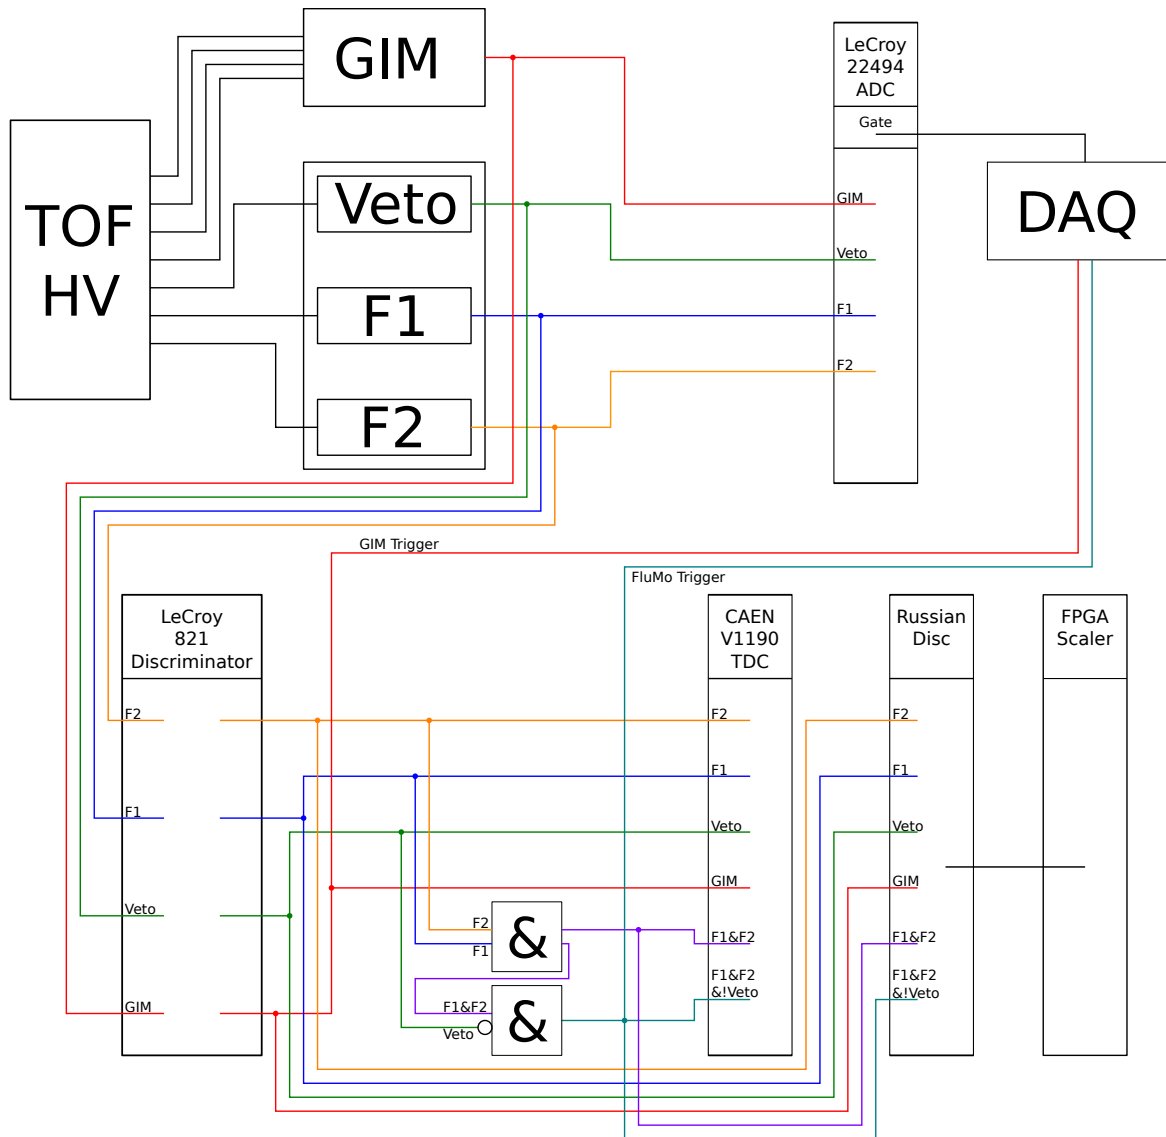 GIM
LeCroy
22494
ADC
Gate
TOF
HV
Veto
F1
F2
GIM
Veto
F1
F2
DAQ
GIM Trigger
FluMo Trigger
LeCroy
821
Discriminator
F2
F1
Veto
GIM
F2
F1
&
F1&F2
Veto
&
CAEN
V1190
TDC
F2
F1
Veto
GIM
F1&F2
F1&F2
&!Veto
Russian
Disc
F2
F1
Veto
GIM
F1&F2
F1&F2
&!Veto
FPGA
Scaler